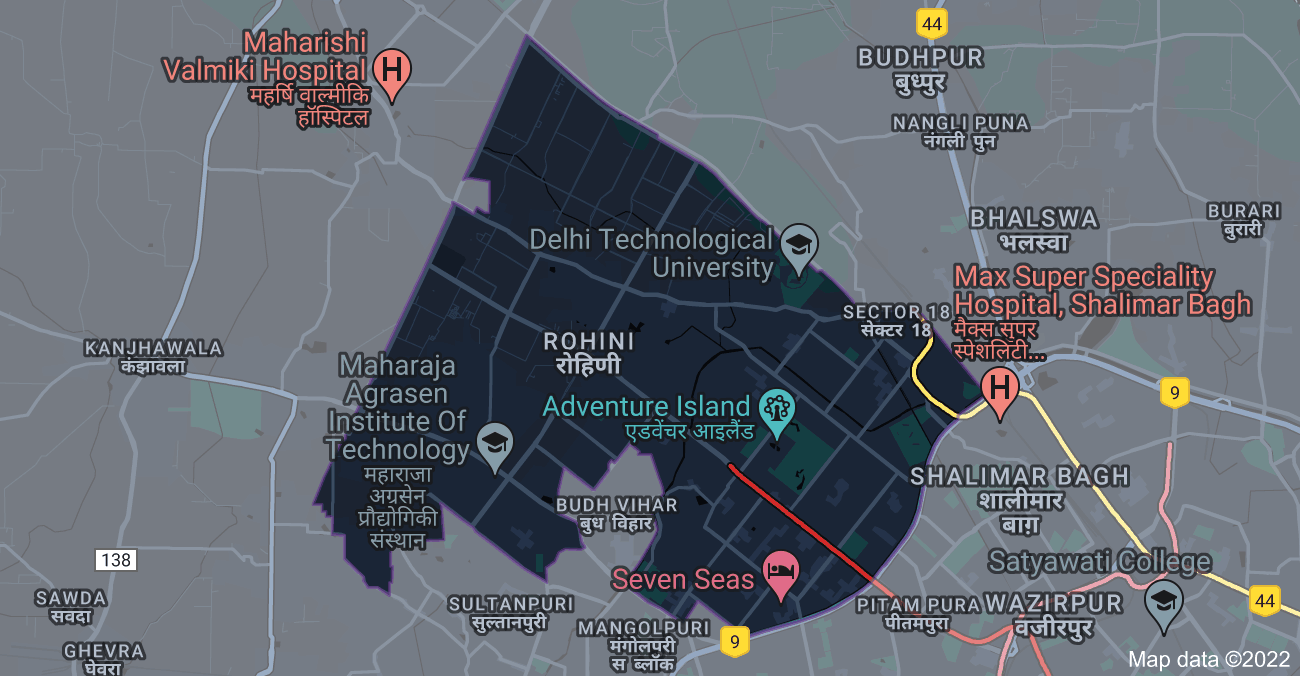 44
Maharishi
Valmiki Hospital
महर्षि वाल्मीकि
हॉस्पिटल
H
BUDHPUR
बुध्पुर
NANGLI PUNA
नंगली पुन
BHALSWA
भलस्वा
BURARI
बुरारी
Delhi Technological
University
Max Super Speciality
Hospital, Shalimar Bagh
मैक्स सुपर
स्पेशलिटी...
H
SECTOR 18
सेक्टर 18
ROHINI
रोहिणी
KANJHAWALA
कंझावला
Maharaja
Agrasen
Institute Of
Technology
महाराजा
अग्रसेन
प्रौद्योगिकी
संस्थान
Adventure Island
एडवेंचर आइलैंड
9
SHALIMAR BAGH
शालीमार
बाग़
BUDH VIHAR
बुध विहार
138
Satyawati College
Seven Seas
SAWDA
सवदा
SULTANPURI
सुल्तानपुरी
PITAM PURA
पीतमपुरा
WAZIRPUR
वज़ीरपुर
44
MANGOLPURI
मंगोलपरी
स ब्लॉक
9
GHEVRA
घेवरा
Map data ©2022